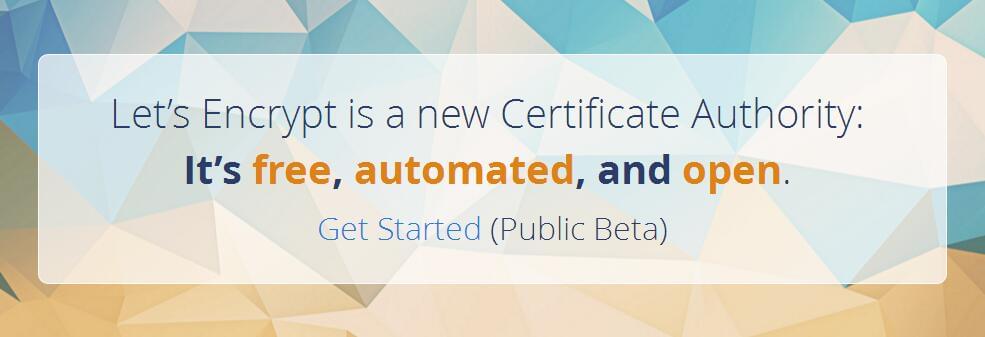 Let’s Encrypt is a new Certificate Authority:
It’s free, automated, and open.
Get Started (Public Beta)